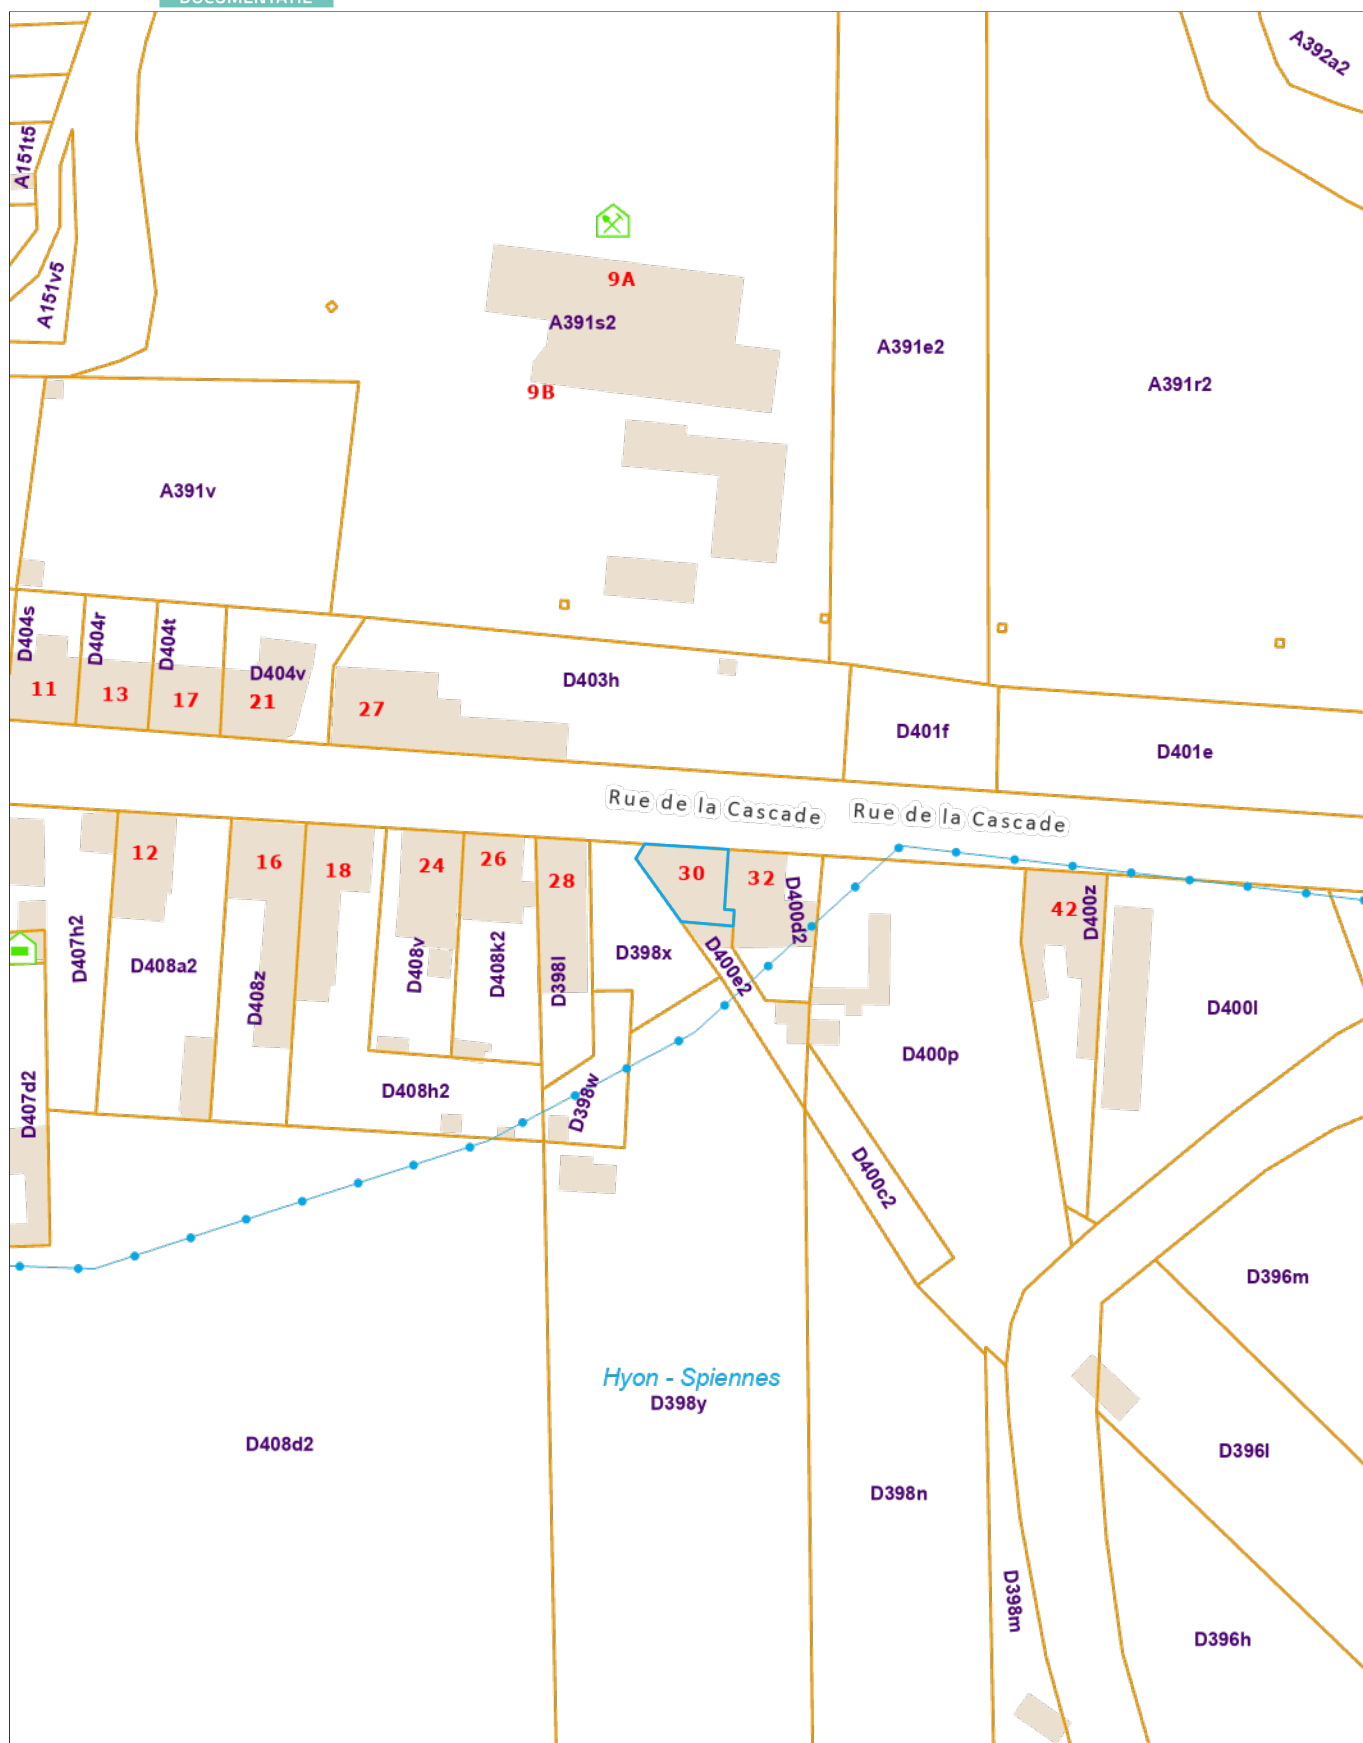 DOCUMENTATIE
A392a2
A151t5
A151v5
9A
A391s2
A391e2
A391r2
9B
A391v
D404s
D404r
D404t
D404v
D403h
11
13
17
21
27
D401f
D401e
Rue de la Cascade
Rue de la Cascade
12
16
18
24
26
28
30
32
42
D400d2
D400z
D407h2
D408a2
D408z
D408v
D408k2
D398l
D398x
D400e2
D400l
D400p
D407d2
D408h2
D398w
D400c2
D396m
Hyon - Spiennes
D398y
D408d2
D396l
D398n
D398m
D396h